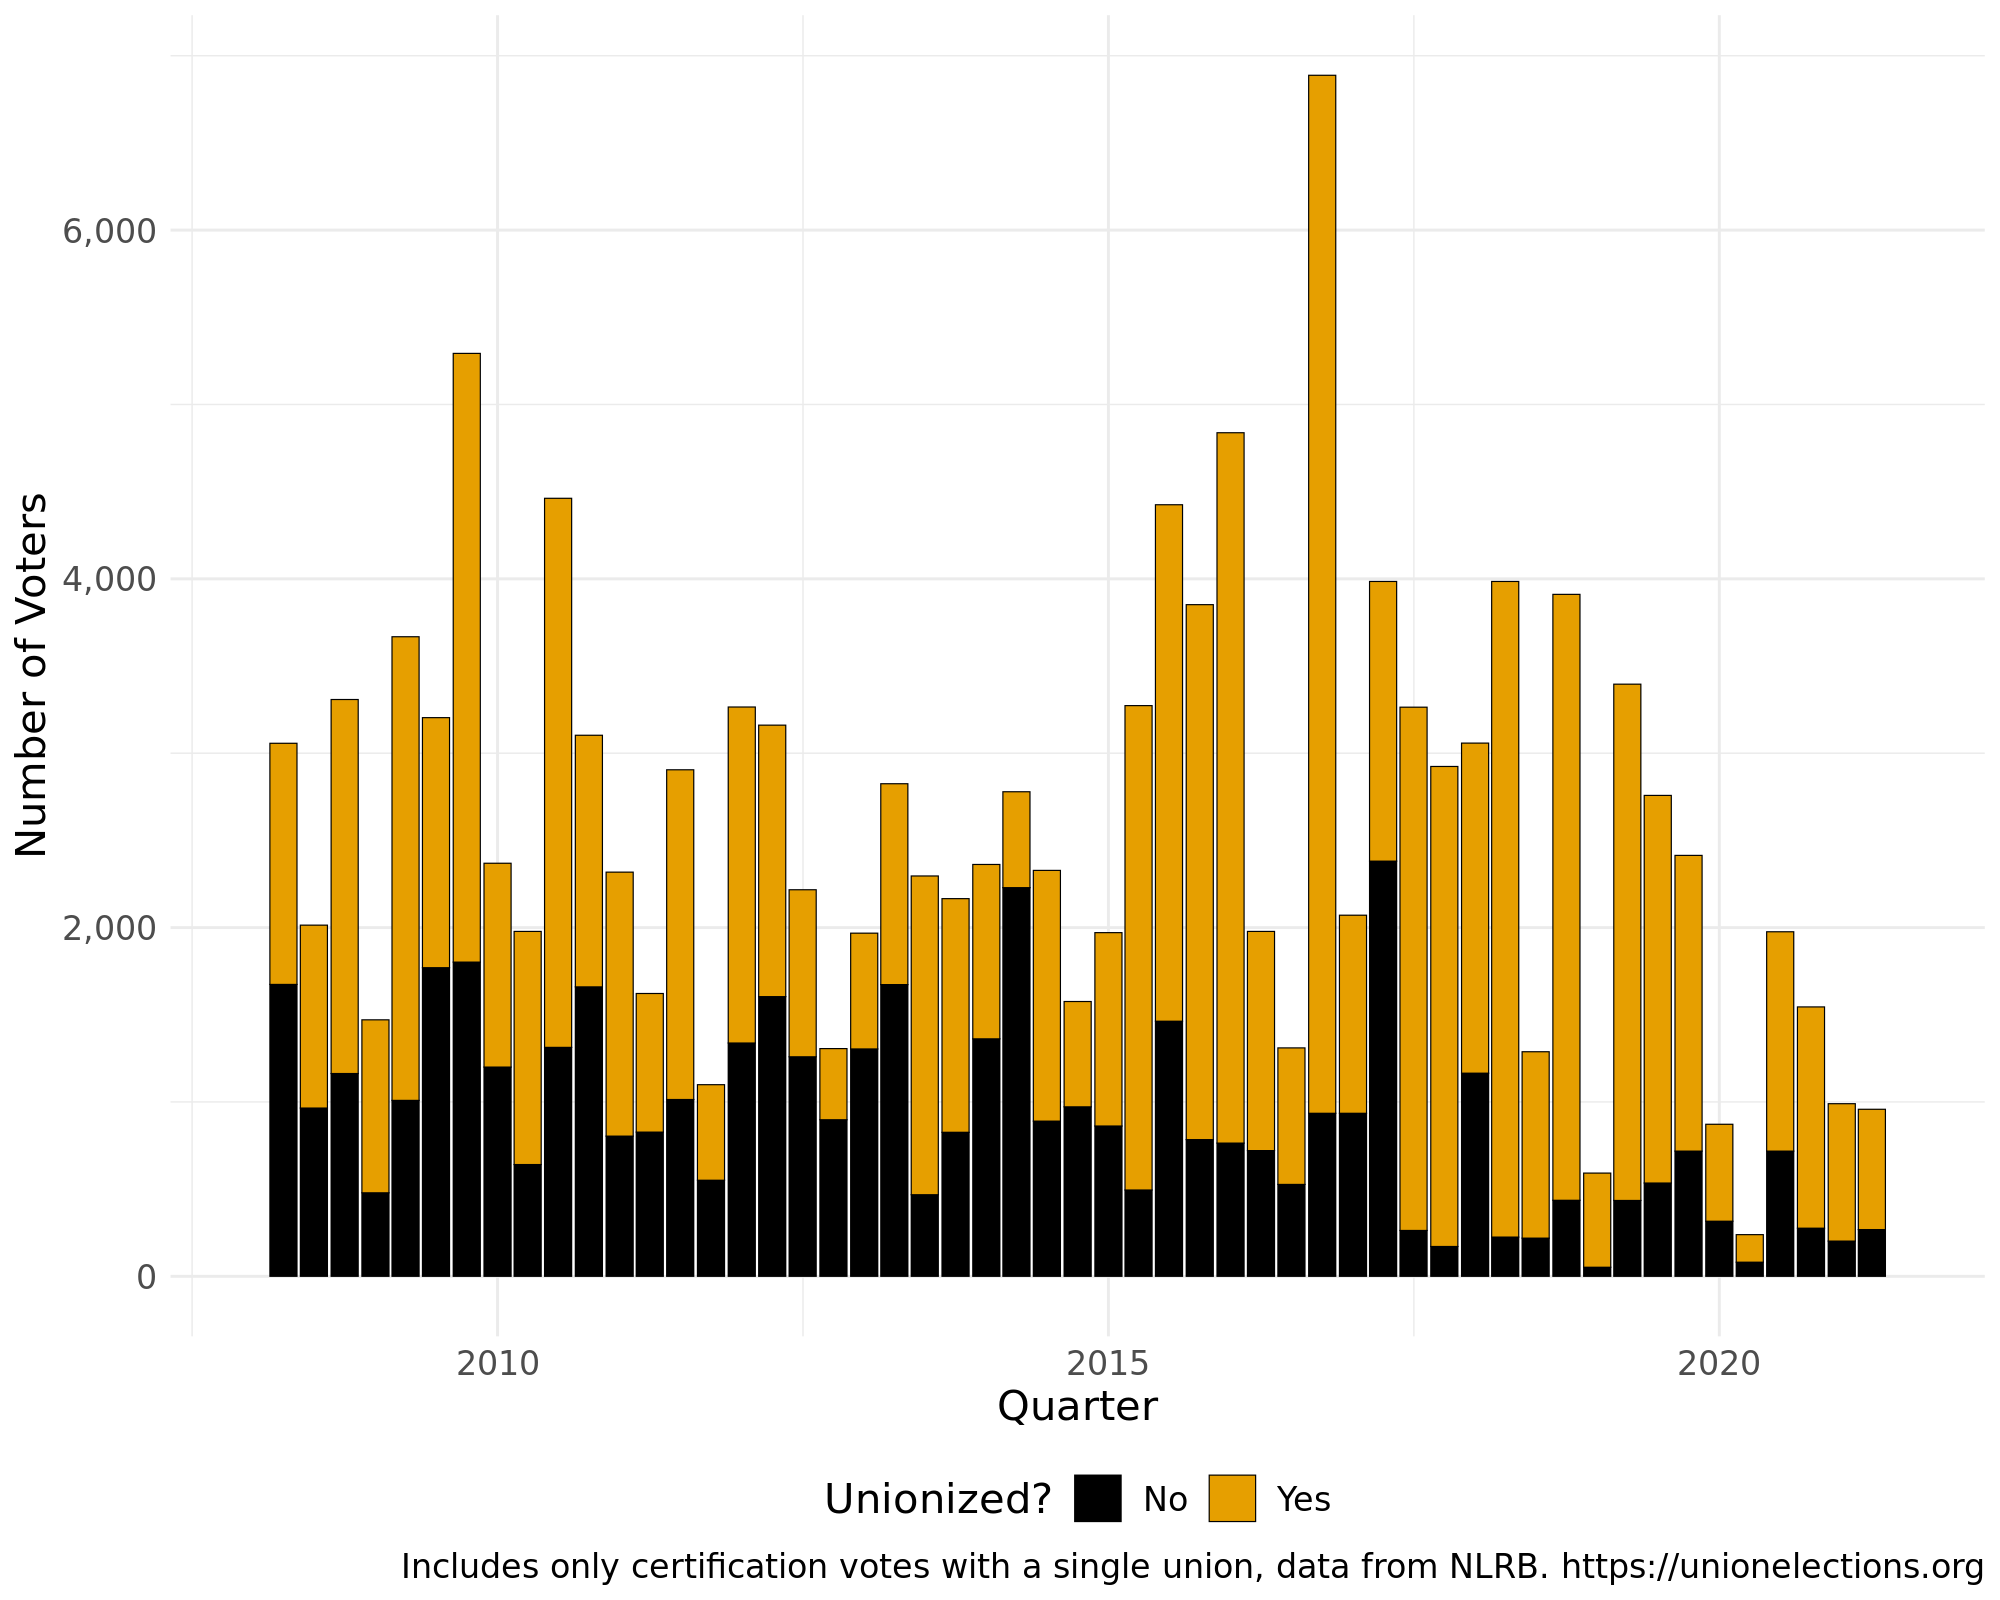 Number of Voters
6,000
4,000
2,000
0
2010 2015 2020
Quarter
Unionized? No Yes
Includes only certification votes with a single union, data from NLRB. https://unionelections.org